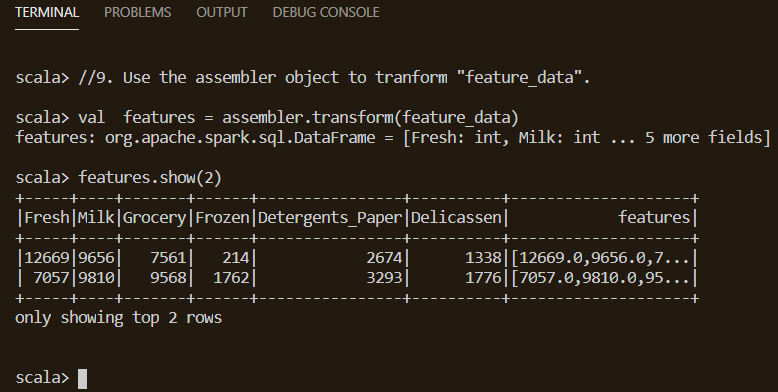 TERMINAL PROBLEMS OUTPUT DEBUG CONSOLE
scala> //9. Use the assembler object to tranform "feature_data".
scala> val  features = assembler.transform(feature_data)
features: org.apache.spark.sql.DataFrame = [Fresh: int, Milk: int ... 5 more fields]
scala> features.show(2)
+-----+----+-------+------+----------------+----------+--------------------+
|Fresh|Milk|Grocery|Frozen|Detergents_Paper|Delicassen|            features|
+-----+----+-------+------+----------------+----------+--------------------+
|12669|9656|   7561|   214|            2674|      1338|[12669.0,9656.0,7...|
| 7057|9810|   9568|  1762|            3293|      1776|[7057.0,9810.0,95...|
+-----+----+-------+------+----------------+----------+--------------------+
only showing top 2 rows
scala>